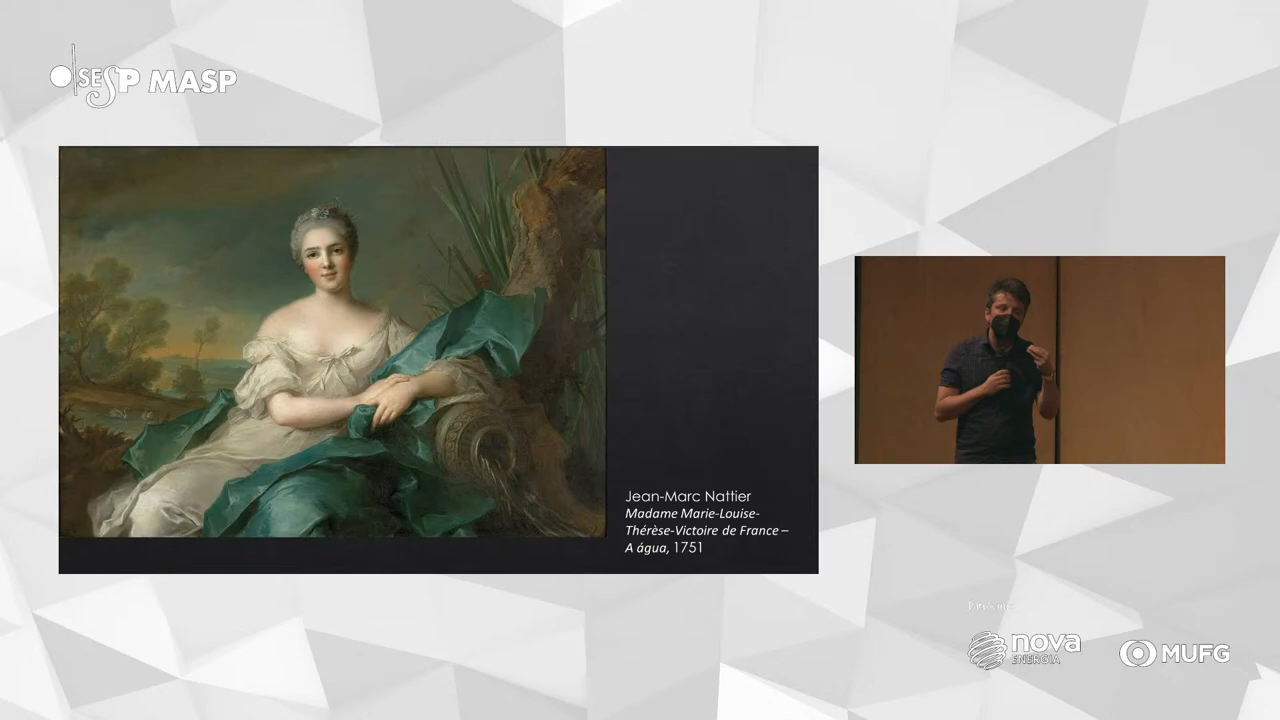 OSESP MASP
Jean-Marc Nattier
Madame Marie-Louise-
Thérèse-Victoire de France –
A água, 1751
nova
ENERGIA
MUFG